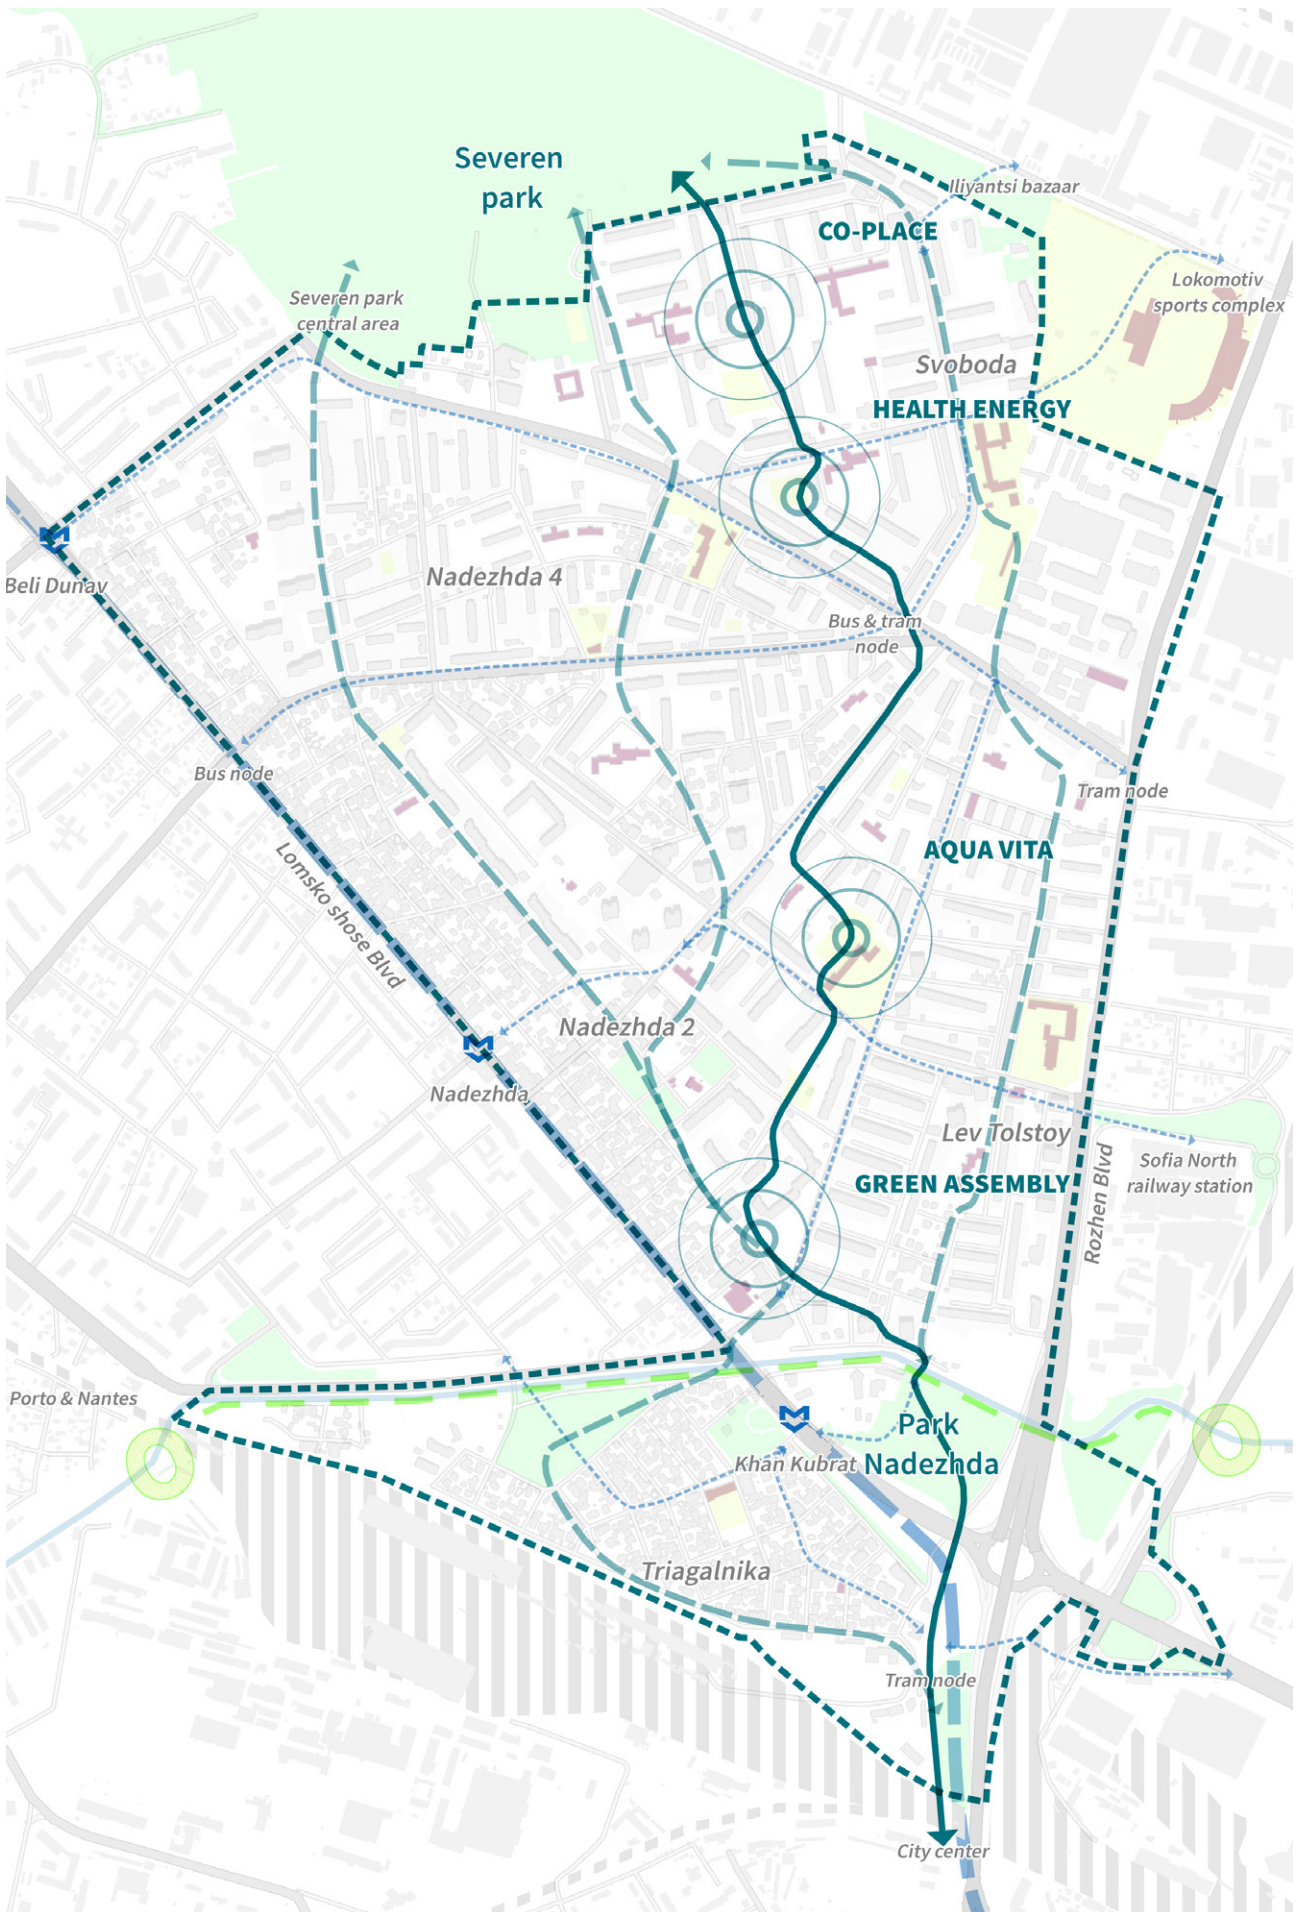 Severen
park
Iliyantsi bazaar
CO-PLACE
Lokomotiv
sports complex
Severen park
central area
Svoboda
HEALTH ENERGY
Beli Dunav
Nadezhda 4
Bus & tram
node
Bus node
Tram node
AQUA VITA
Lomsko shose Blvd
Nadezhda 2
Nadezhda
Lev Tolstoy
Sofia North
railway station
GREEN ASSEMBLY
Rozhen Blvd
Porto & Nantes
Park
Nadezhda
Khan Kubrat
Triagalnika
Tram node
City center